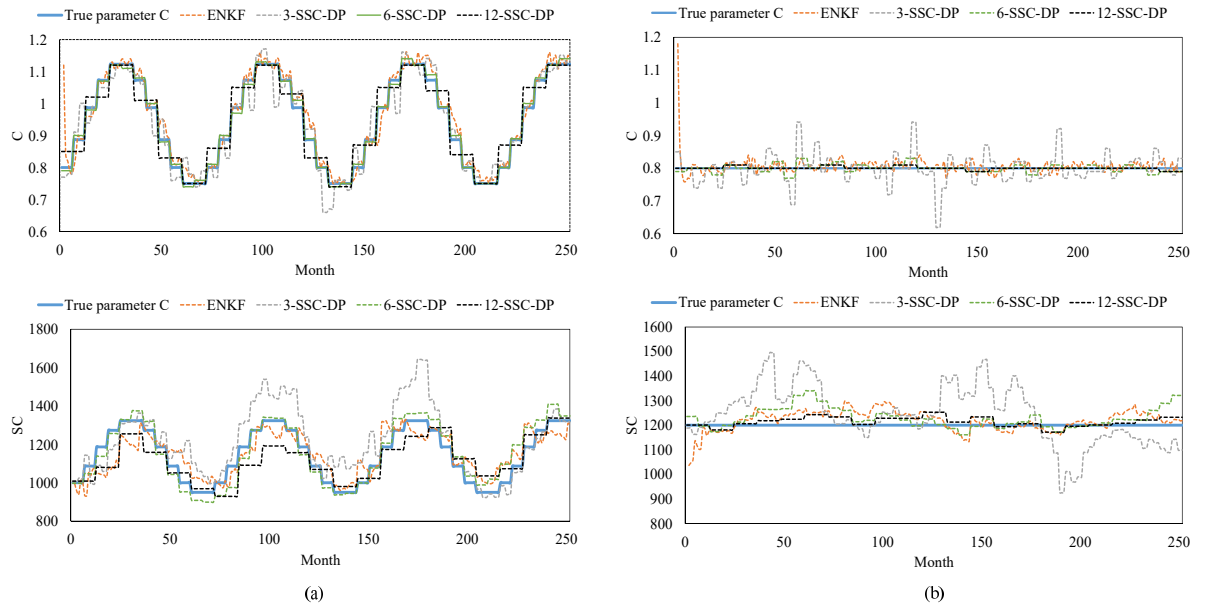 True parameter C ENKF 3-SSC-DP 6-SSC-DP 12-SSC-DP
1.2
1.1
1
0.9
0.8
0.7
0.6
C
0 50 100 150 200 250
Month
True parameter C ENKF 3-SSC-DP 6-SSC-DP 12-SSC-DP
1.2
1.1
1
0.9
0.8
0.7
0.6
C
0 50 100 150 200 250
Month
True parameter C ENKF 3-SSC-DP 6-SSC-DP 12-SSC-DP
1800
1600
1400
1200
1000
800
SC
0 50 100 150 200 250
Month
(a)
True parameter C ENKF 3-SSC-DP 6-SSC-DP 12-SSC-DP
1600
1500
1400
1300
1200
1100
1000
900
800
SC
0 50 100 150 200 250
Month
(b)